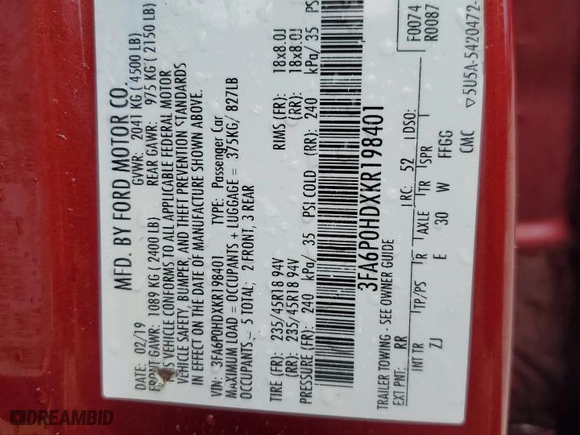 MFD. BY FORD MOTOR CO.
DATE: 02/19 GVWR: 2041 KG ( 4500 LB)
FRONT GAWR: 1089 KG ( 2400 LB) REAR GAWR: 975 KG ( 2150 LB)
THIS VEHICLE CONFORMS TO ALL APPLICABLE FEDERAL MOTOR
VEHICLE SAFETY, BUMPER, AND THEFT PREVENTION STANDARDS
IN EFFECT ON THE DATE OF MANUFACTURE SHOWN ABOVE.
VIN: 3FA6P0HDXKR198401 TYPE: Passenger Car
MAXIMUM LOAD = OCCUPANTS + LUGGAGE = 375KG/ 827LB
OCCUPANTS = 5 TOTAL: 2 FRONT, 3 REAR
TIRE (FR): 235/45R18 94V RIMS (FR): 18x8.0J
(RR): 235/45R18 94V (RR): 18x8.0J
PRESSURE (FR): 240 kPa/ 35 PSI COLD (RR): 240 kPa/ 35 PS
3FA6P0HDXKR198401
TRAILER TOWING - SEE OWNER GUIDE F0074
EXT PNT: RR RC: 52 DSO: R0087
INT TR TP/PS R AXLE TR SPR
ZJ E 30 W FFGG
CMC ▽5U5A-5420472-
DREAMBID